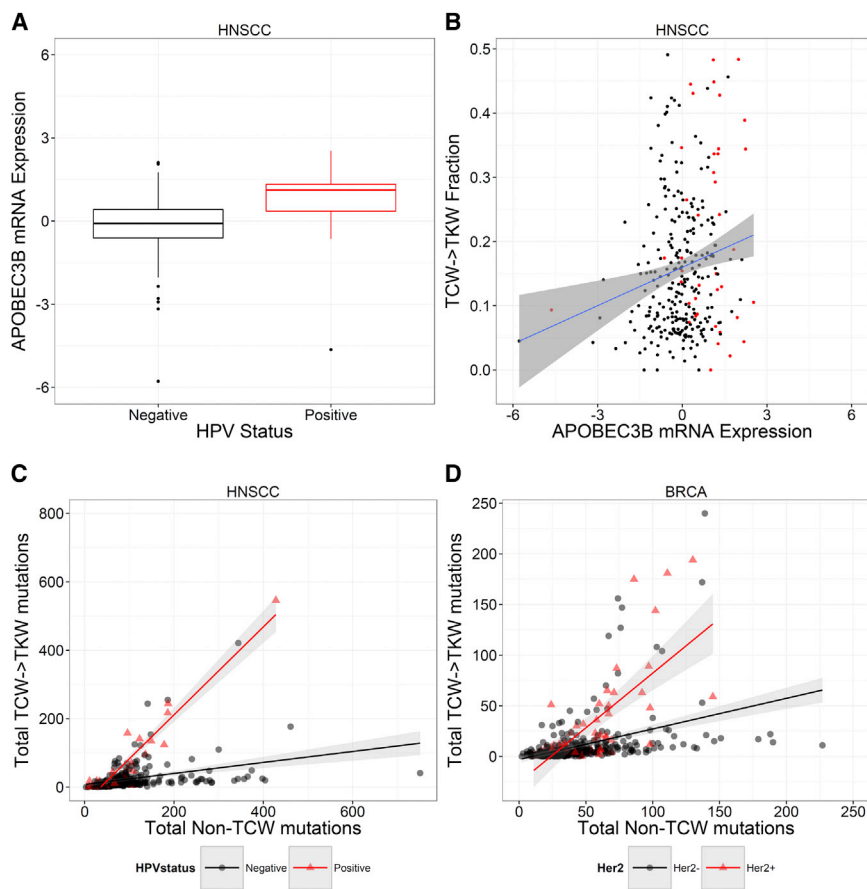 A
HNSCC
APOBEC3B mRNA Expression
6
3
0
-3
-6
Negative
Positive
HPV Status
B
HNSCC
TCW->TKW Fraction
0.5
0.4
0.3
0.2
0.1
0.0
-6
-3
0
3
6
APOBEC3B mRNA Expression
C
HNSCC
Total TCW->TKW mutations
800
600
400
200
0
0
200
400
600
Total Non-TCW mutations
HPVstatus
Negative
Positive
D
BRCA
Total TCW->TKW mutations
250
200
150
100
50
0
0
50
100
150
200
250
Total Non-TCW mutations
Her2
Her2-
Her2+